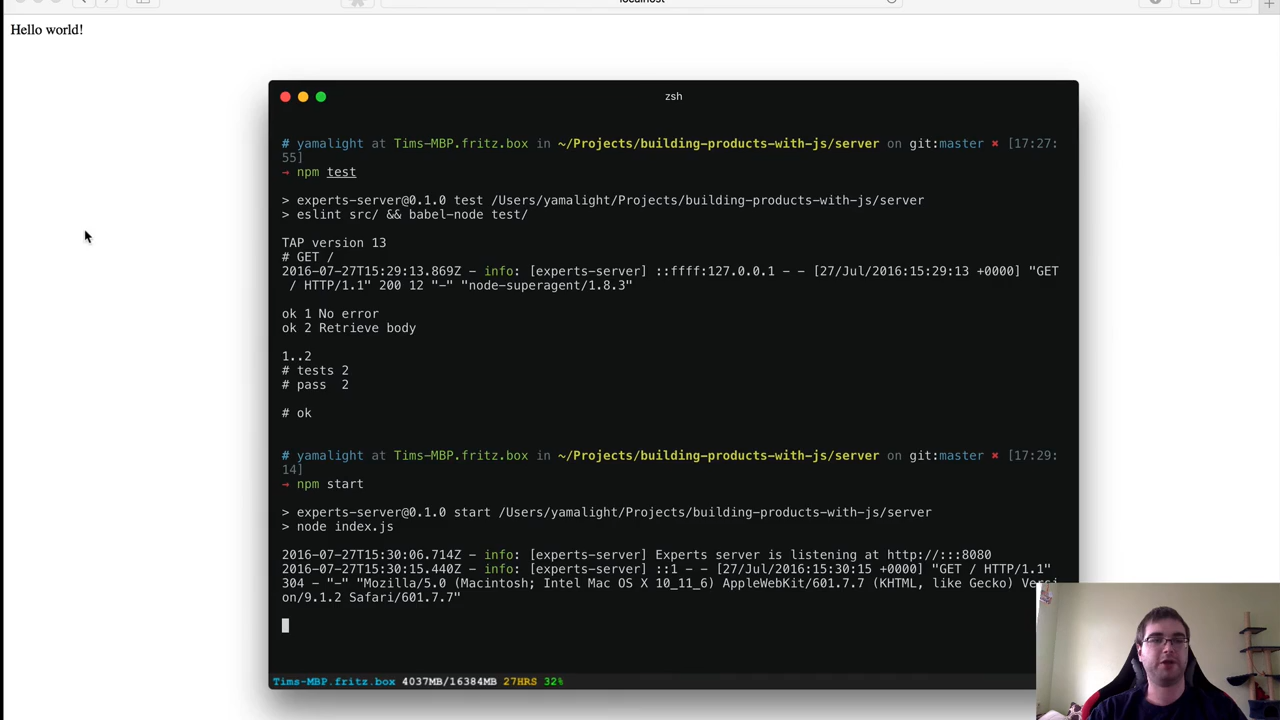 Hello world!
zsh
# yamalight at Tims-MBP.fritz.box in ~/Projects/building-products-with-js/server on git:master ✖ [17:27:
55]
→ npm test
> experts-server@0.1.0 test /Users/yamalight/Projects/building-products-with-js/server
> eslint src/ && babel-node test/
TAP version 13
# GET /
2016-07-27T15:29:13.869Z - info: [experts-server] ::ffff:127.0.0.1 - - [27/Jul/2016:15:29:13 +0000] "GET
/ HTTP/1.1" 200 12 "-" "node-superagent/1.8.3"
ok 1 No error
ok 2 Retrieve body
1..2
# tests 2
# pass  2
# ok
# yamalight at Tims-MBP.fritz.box in ~/Projects/building-products-with-js/server on git:master ✖ [17:29:
14]
→ npm start
> experts-server@0.1.0 start /Users/yamalight/Projects/building-products-with-js/server
> node index.js
2016-07-27T15:30:06.714Z - info: [experts-server] Experts server is listening at http://:::8080
2016-07-27T15:30:15.440Z - info: [experts-server] ::1 - - [27/Jul/2016:15:30:15 +0000] "GET / HTTP/1.1"
304 - "-" "Mozilla/5.0 (Macintosh; Intel Mac OS X 10_11_6) AppleWebKit/601.7.7 (KHTML, like Gecko) Versi
on/9.1.2 Safari/601.7.7"
Tims-MBP.fritz.box 4037MB/16384MB 27HRS 32%